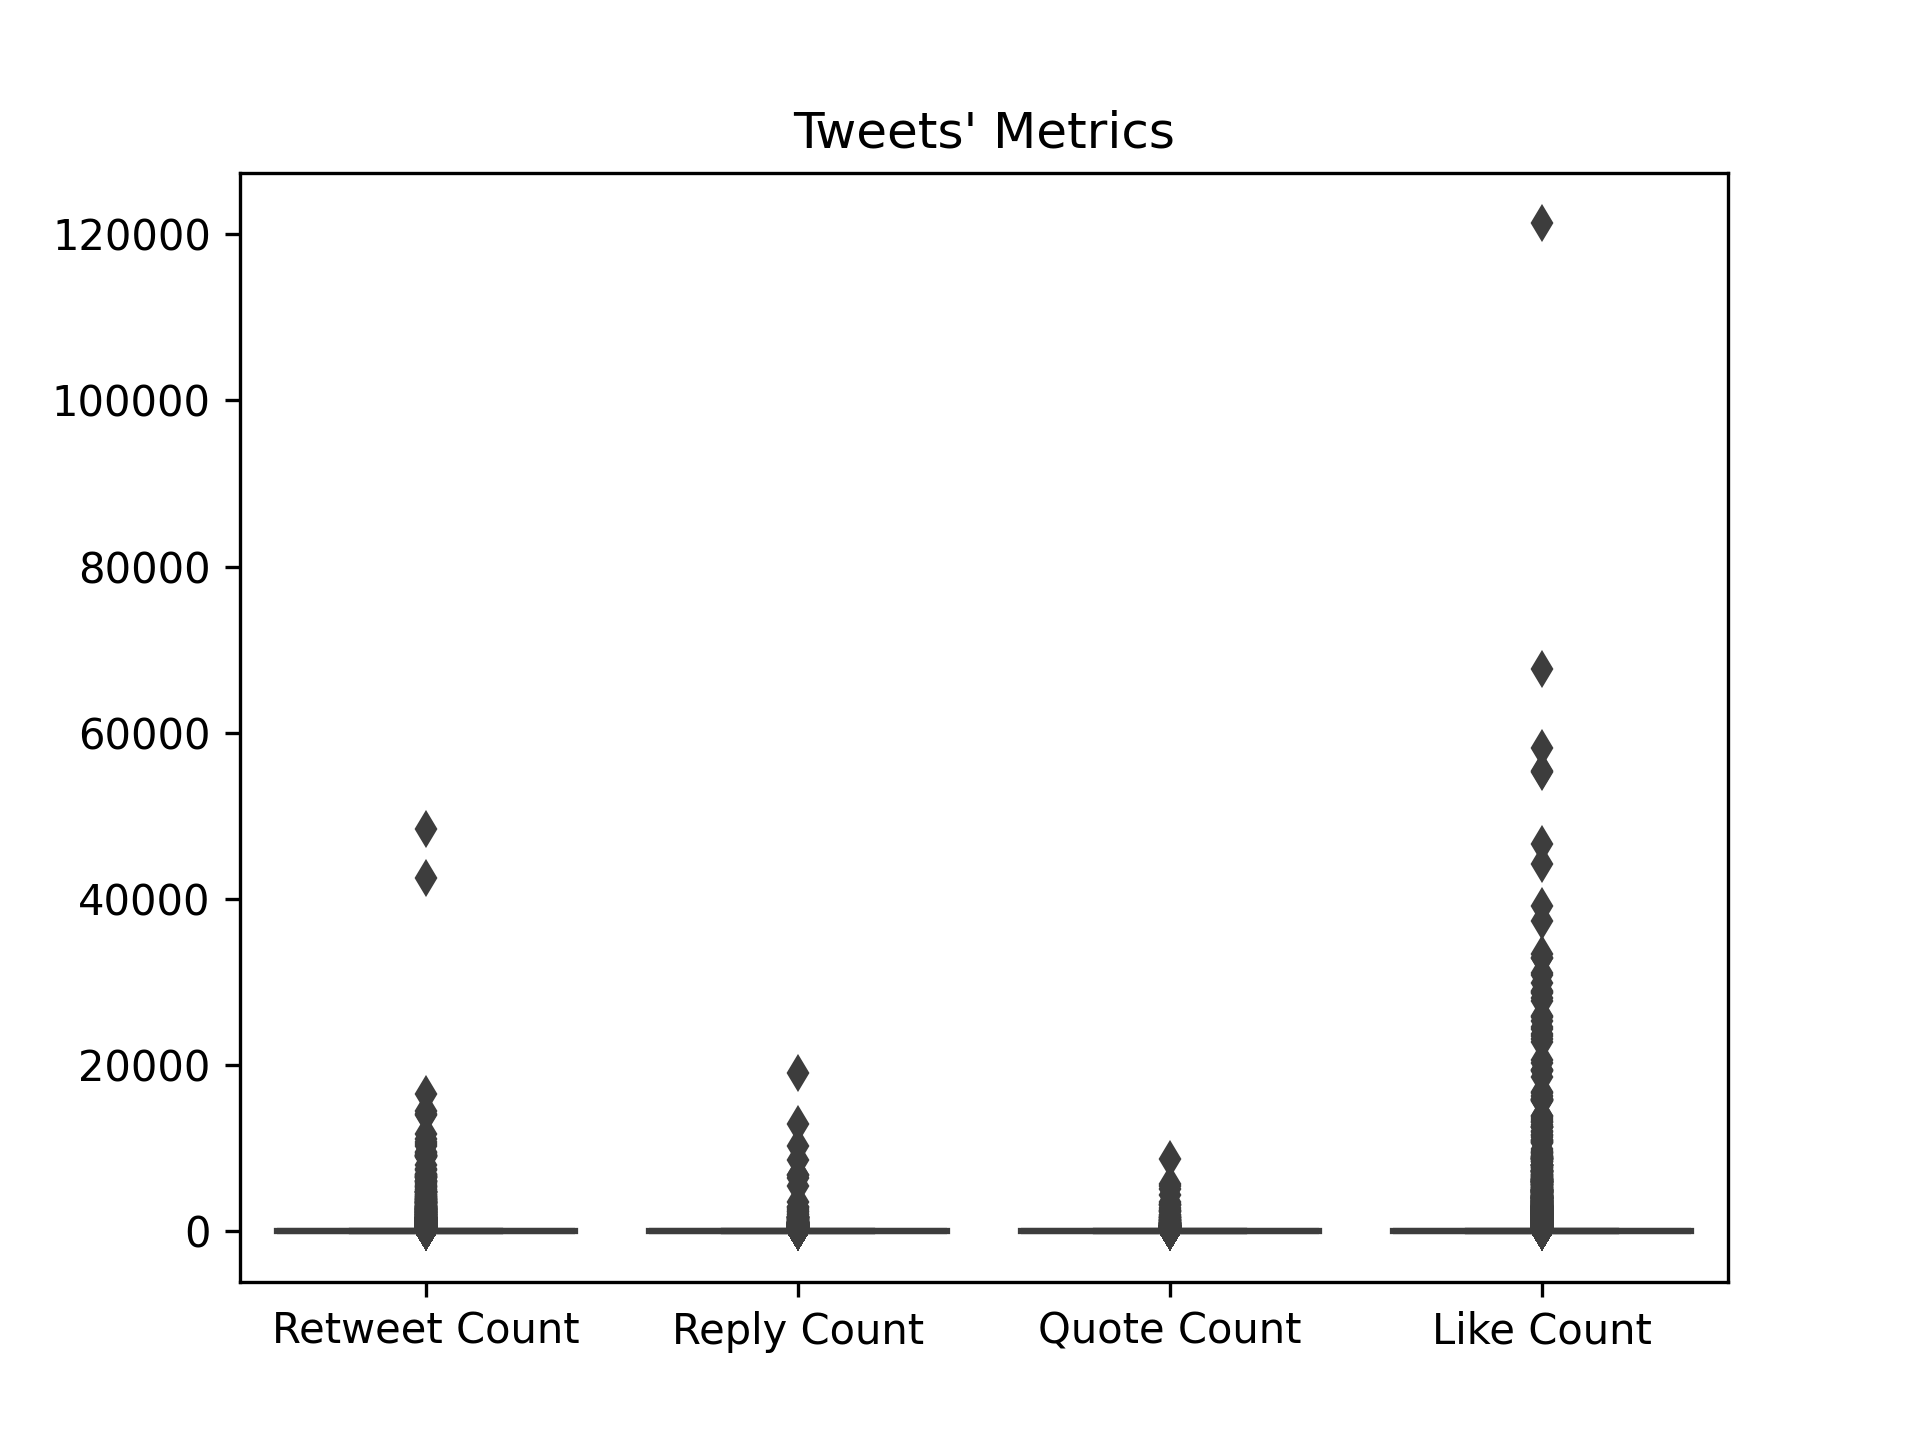 Tweets' Metrics
120000
100000
80000
60000
40000
20000
0
Retweet Count
Reply Count
Quote Count
Like Count